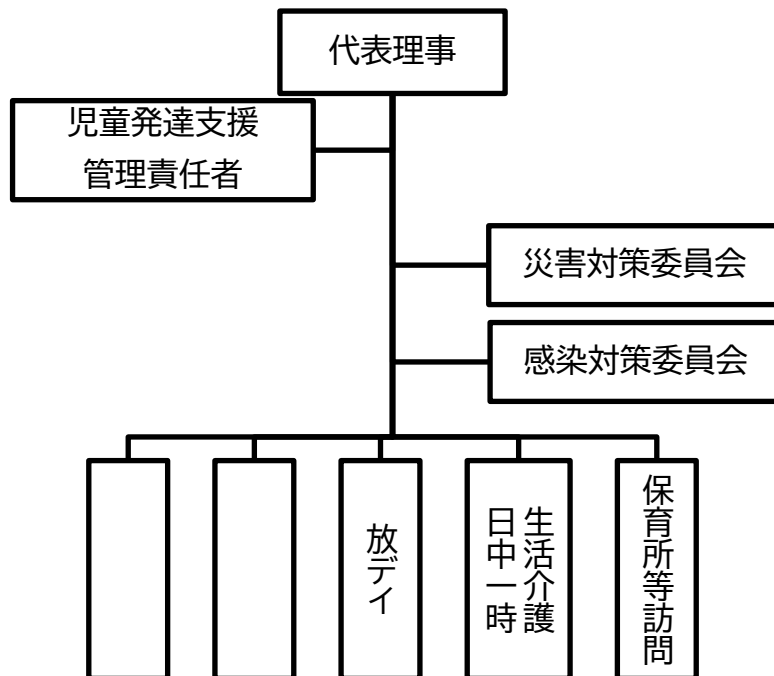 代表理事
児童発達支援
管理責任者
災害対策委員会
感染対策委員会
放デイ
生活介護
日中一時
保育所等訪問